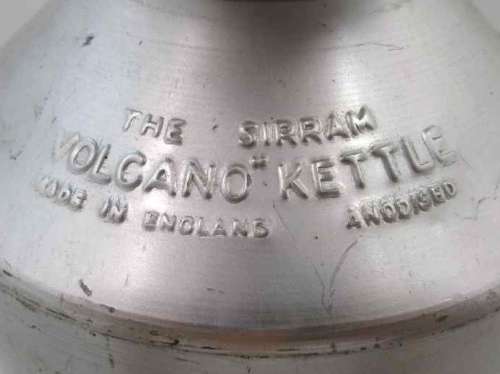 THE SIRRAM
"VOLCANO" KETTLE
MADE IN ENGLAND ANODISED